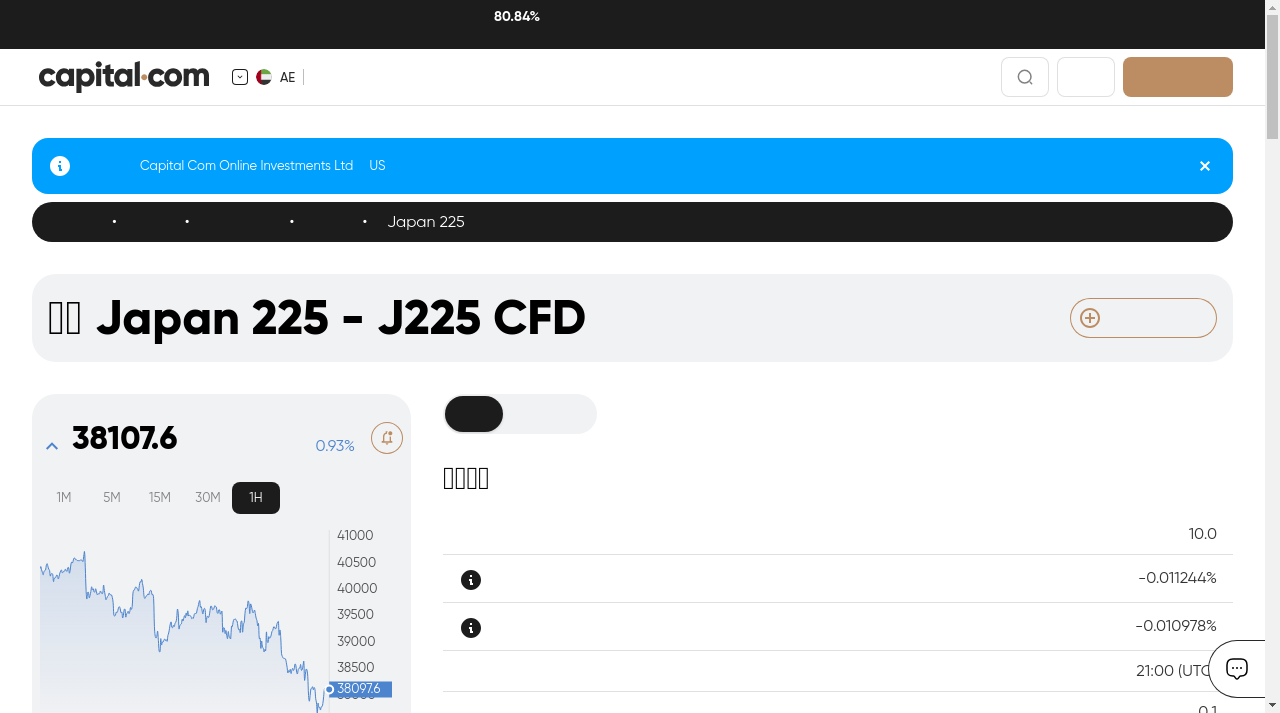 80.84%
capital.com
AE
Capital Com Online Investments Ltd US
Japan 225
Japan 225 - J225 CFD
38107.6
0.93%
1M 5M 15M 30M 1H
41000
40500
40000
39500
39000
38500
38097.6
10.0
-0.011244%
-0.010978%
21:00 (UTC
0.1